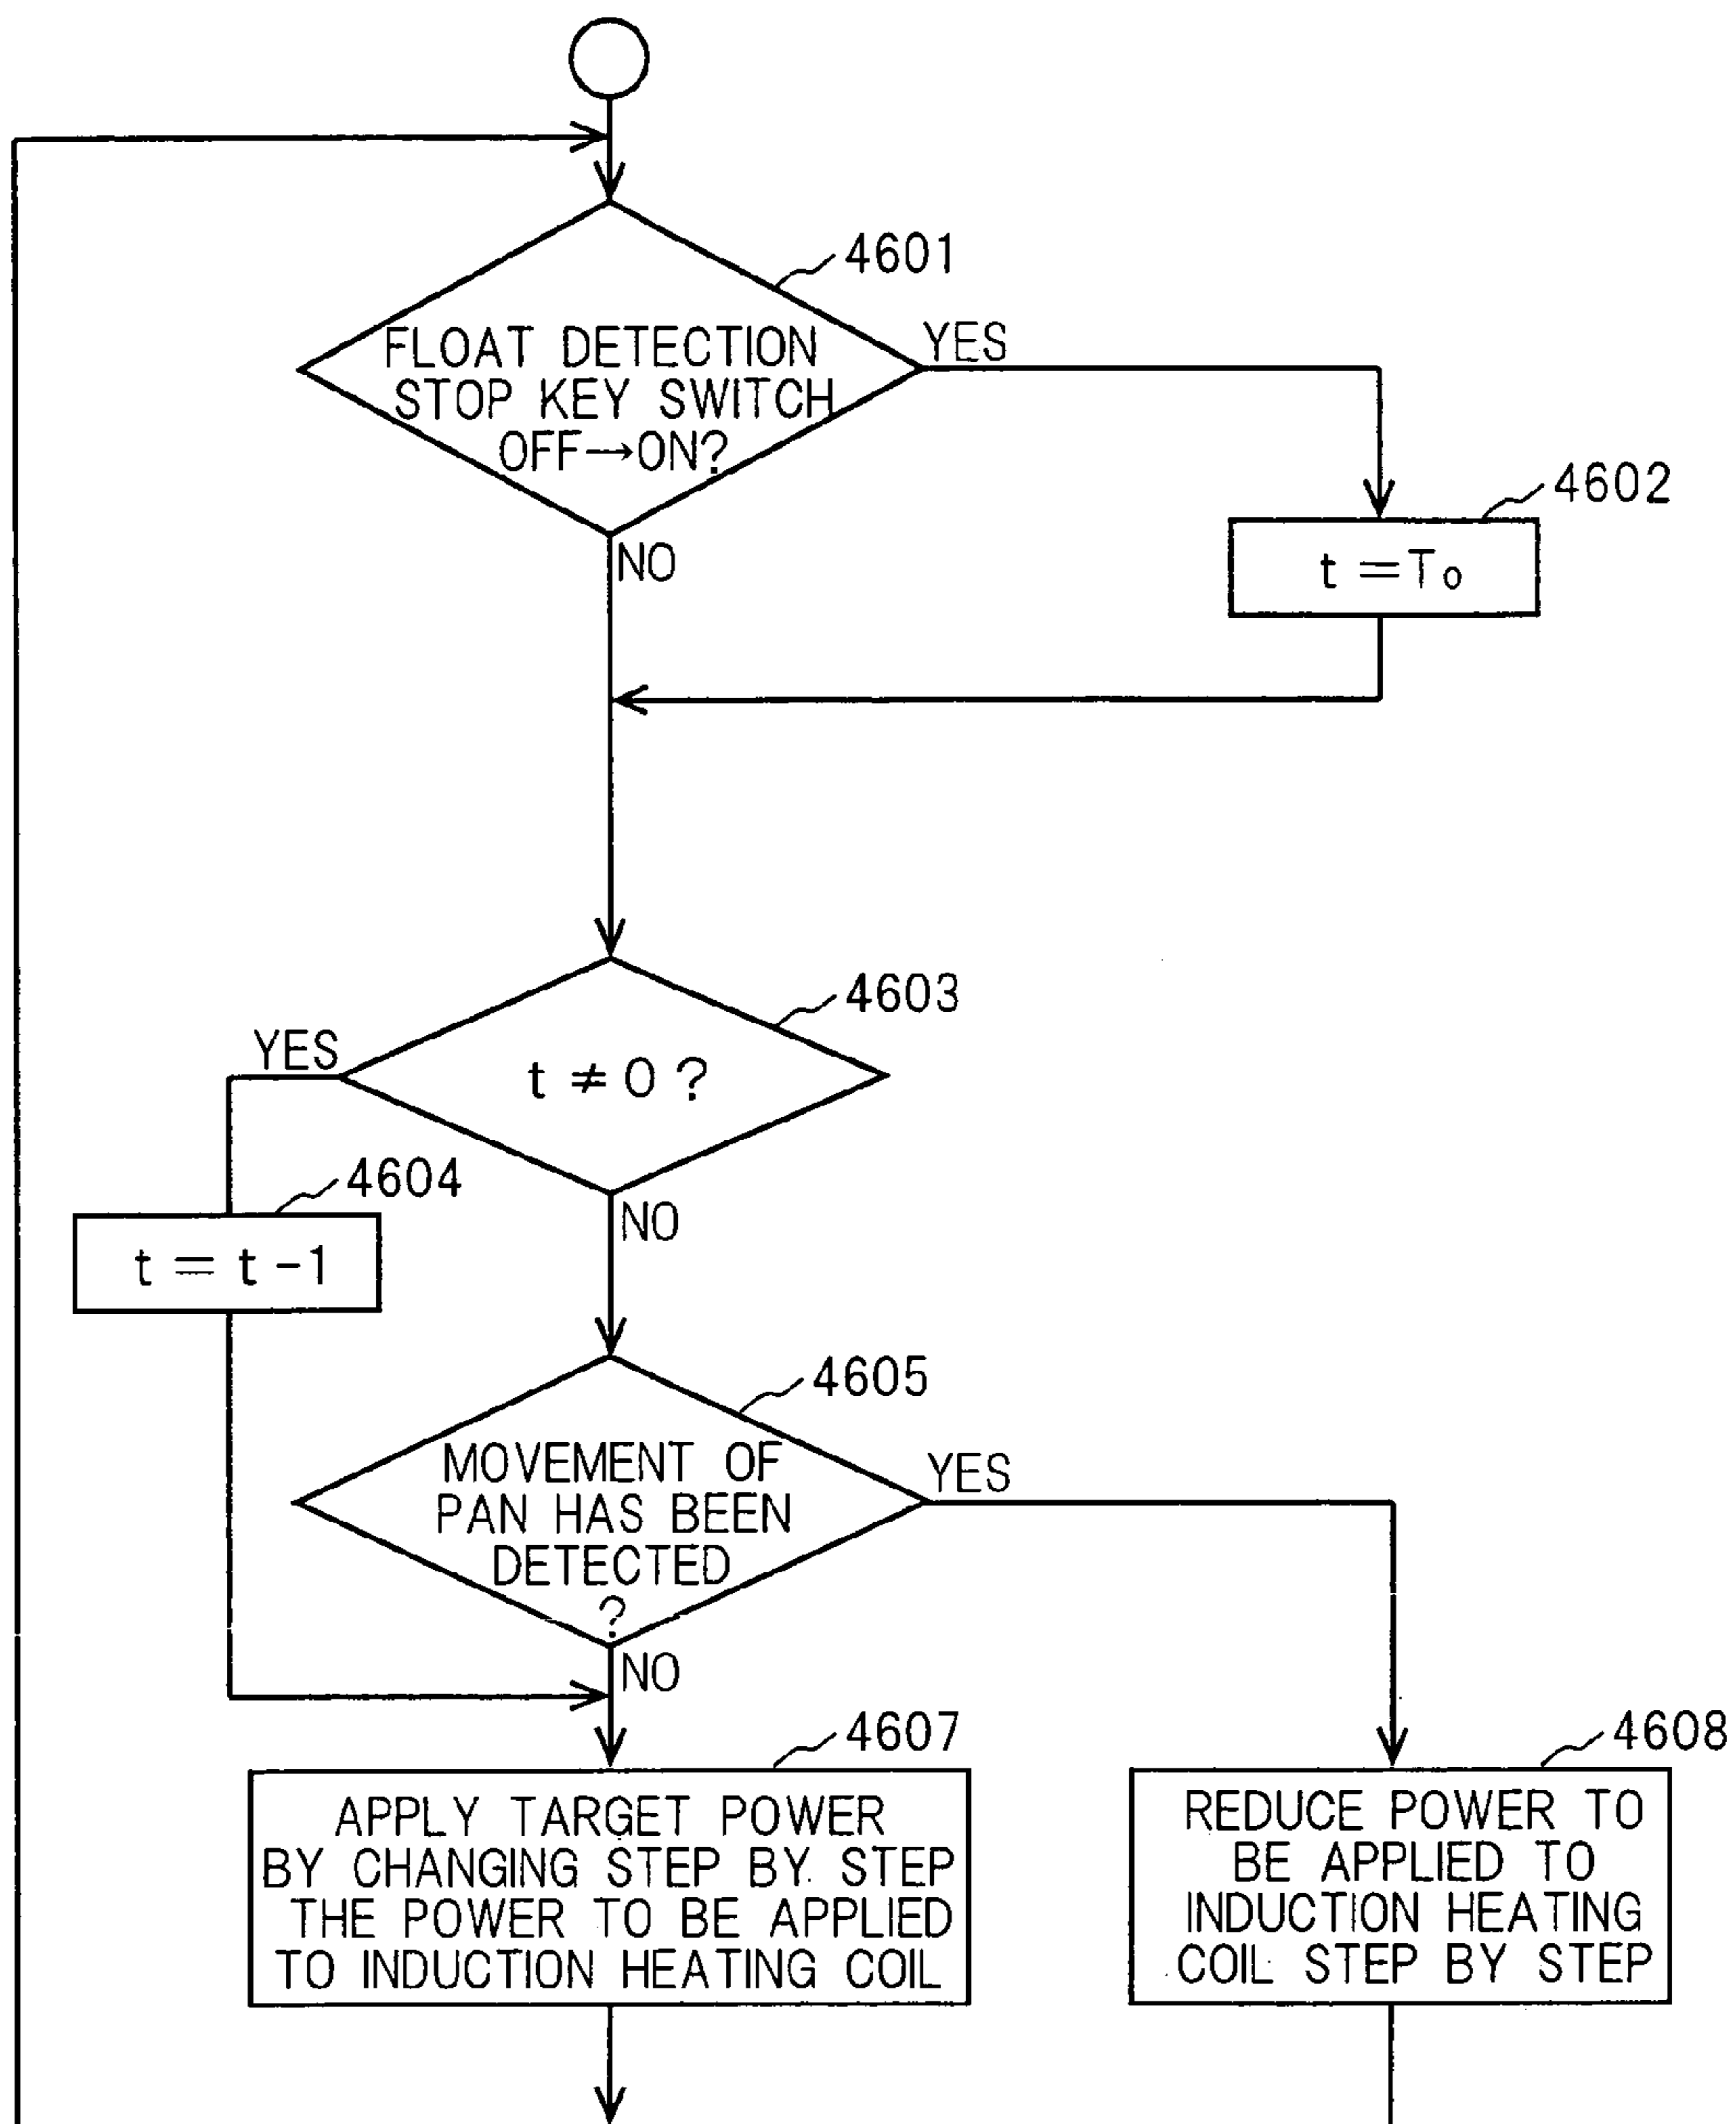 4601
FLOAT DETECTION
STOP KEY SWITCH
OFF→ON?
YES
NO
4602
t = T₀
4603
t ≠ 0 ?
YES
NO
4604
t = t -1
4605
MOVEMENT OF
PAN HAS BEEN
DETECTED
?
YES
NO
4607
APPLY TARGET POWER
BY CHANGING STEP BY STEP
THE POWER TO BE APPLIED
TO INDUCTION HEATING COIL
4608
REDUCE POWER TO
BE APPLIED TO
INDUCTION HEATING
COIL STEP BY STEP